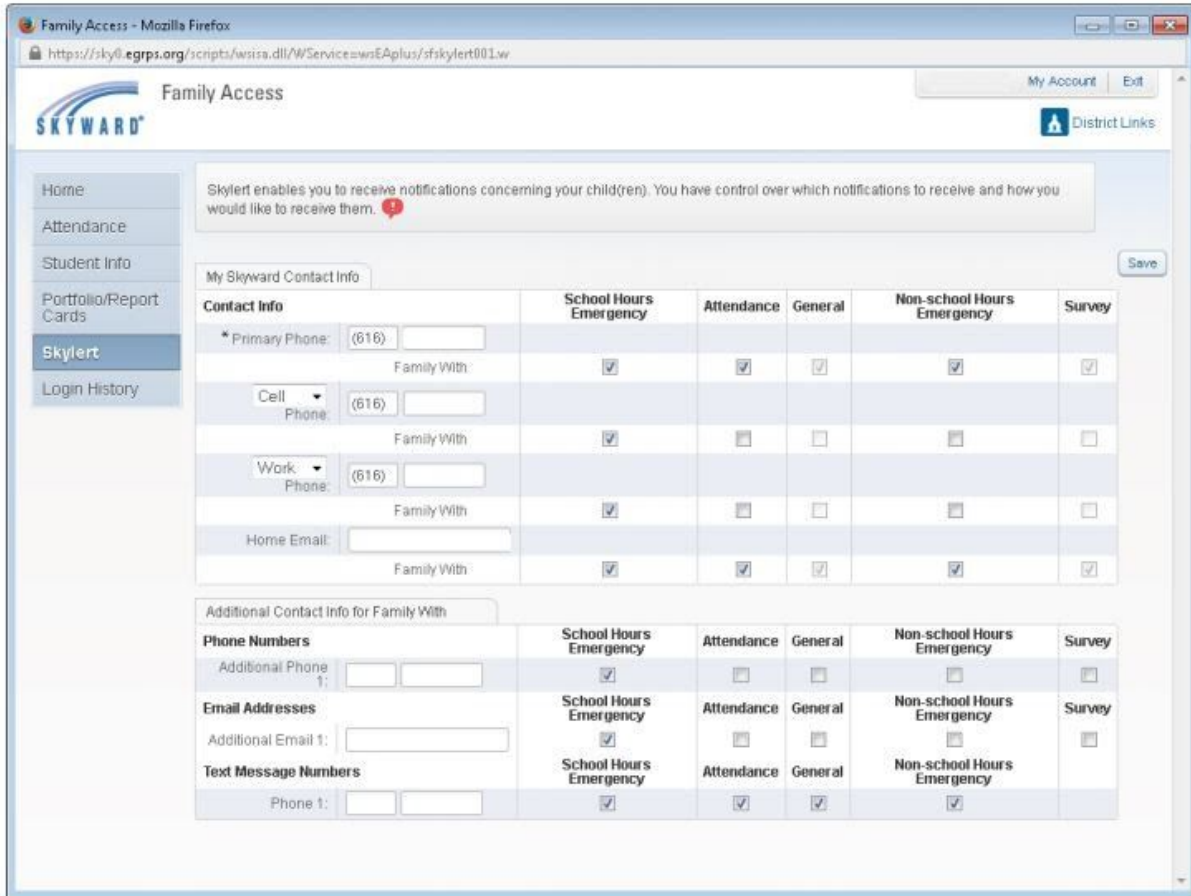 Family Access - Mozilla Firefox
https://sky0.egrps.org/scripts/wsisa.dll/WService=wsEAplus/sfskylert001.w
SKYWARD®
Family Access
My Account | Exit
District Links
Home
Attendance
Student Info
Portfolio/Report
Cards
Skylert
Login History
Skylert enables you to receive notifications concerning your child(ren). You have control over which notifications to receive and how you
would like to receive them.
Save
My Skyward Contact Info
Contact Info School Hours Emergency Attendance General Non-school Hours Emergency Survey
* Primary Phone: (616)
Family With
Cell Phone: (616)
Family With
Work Phone: (616)
Family With
Home Email:
Family With
Additional Contact Info for Family With
Phone Numbers School Hours Emergency Attendance General Non-school Hours Emergency Survey
Additional Phone 1:
Email Addresses School Hours Emergency Attendance General Non-school Hours Emergency Survey
Additional Email 1:
Text Message Numbers School Hours Emergency Attendance General Non-school Hours Emergency
Phone 1: